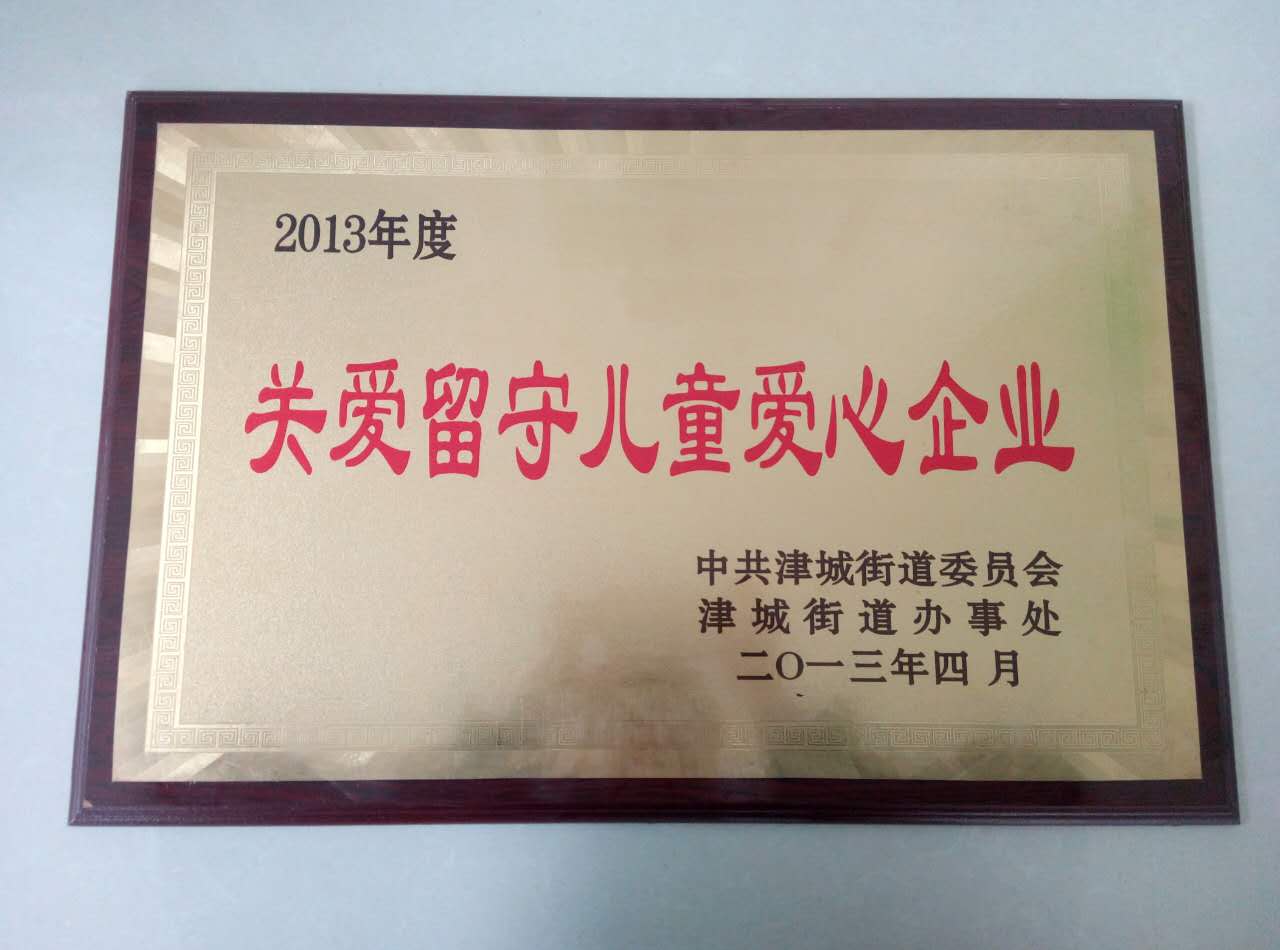 2013年度
关爱留守儿童爱心企业
中共津城街道委员会
津城街道办事处
二〇一三年四月